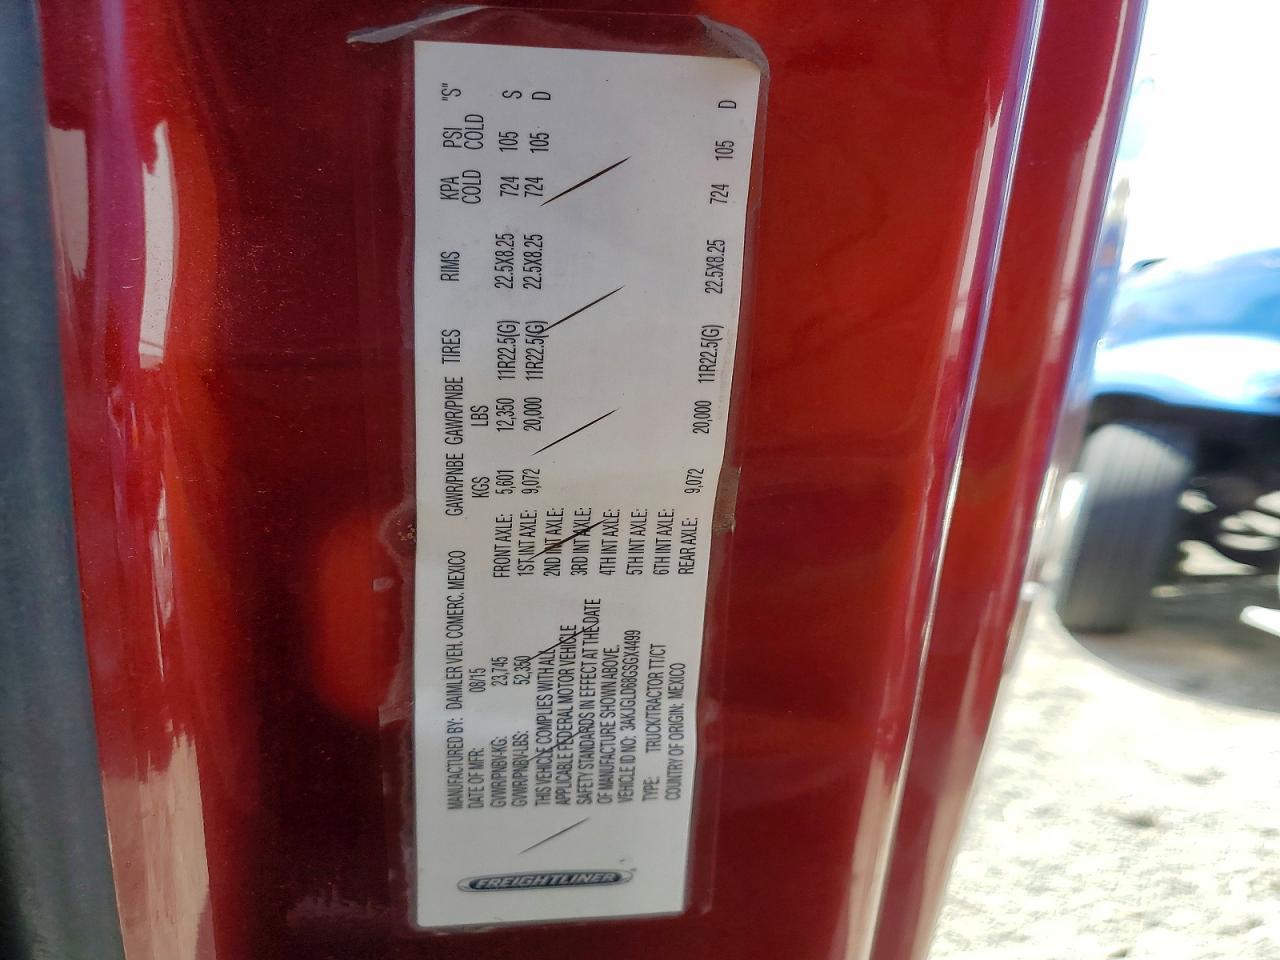 FREIGHTLINER
MANUFACTURED BY: DAIMLER VEH. COMERC. MEXICO
DATE OF MFR: 08/15
GVWR/PNBV-KG: 23,745
GVWR/PNBV-LBS: 52,350
THIS VEHICLE COMPLIES WITH ALL
APPLICABLE FEDERAL MOTOR VEHICLE
SAFETY STANDARDS IN EFFECT AT THE DATE
OF MANUFACTURE SHOWN ABOVE.
VEHICLE ID NO: 3AKJGLD68GSGX4499
TYPE: TRUCK/TRACTOR TT/CT
COUNTRY OF ORIGIN: MEXICO
GAWR/PNBE GAWR/PNBE TIRES RIMS KPA PSI "S"
KGS LBS COLD COLD
FRONT AXLE: 5,601 12,350 11R22.5(G) 22.5X8.25 724 105 S
1ST INT AXLE: 9,072 20,000 11R22.5(G) 22.5X8.25 724 105 D
2ND INT AXLE:
3RD INT AXLE:
4TH INT AXLE:
5TH INT AXLE:
6TH INT AXLE:
REAR AXLE: 9,072 20,000 11R22.5(G) 22.5X8.25 724 105 D